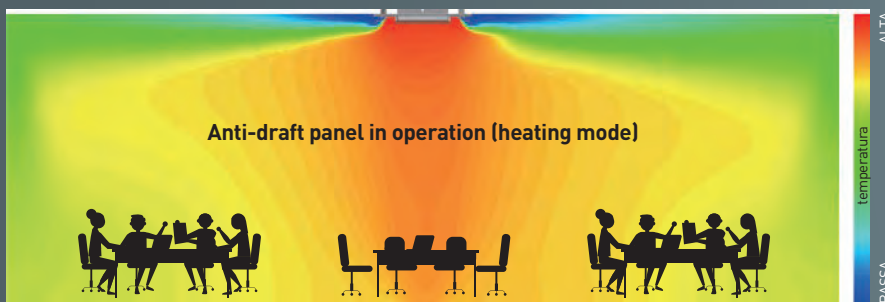 Anti-draft panel in operation (heating mode)
ALTA
temperatura
BASSA